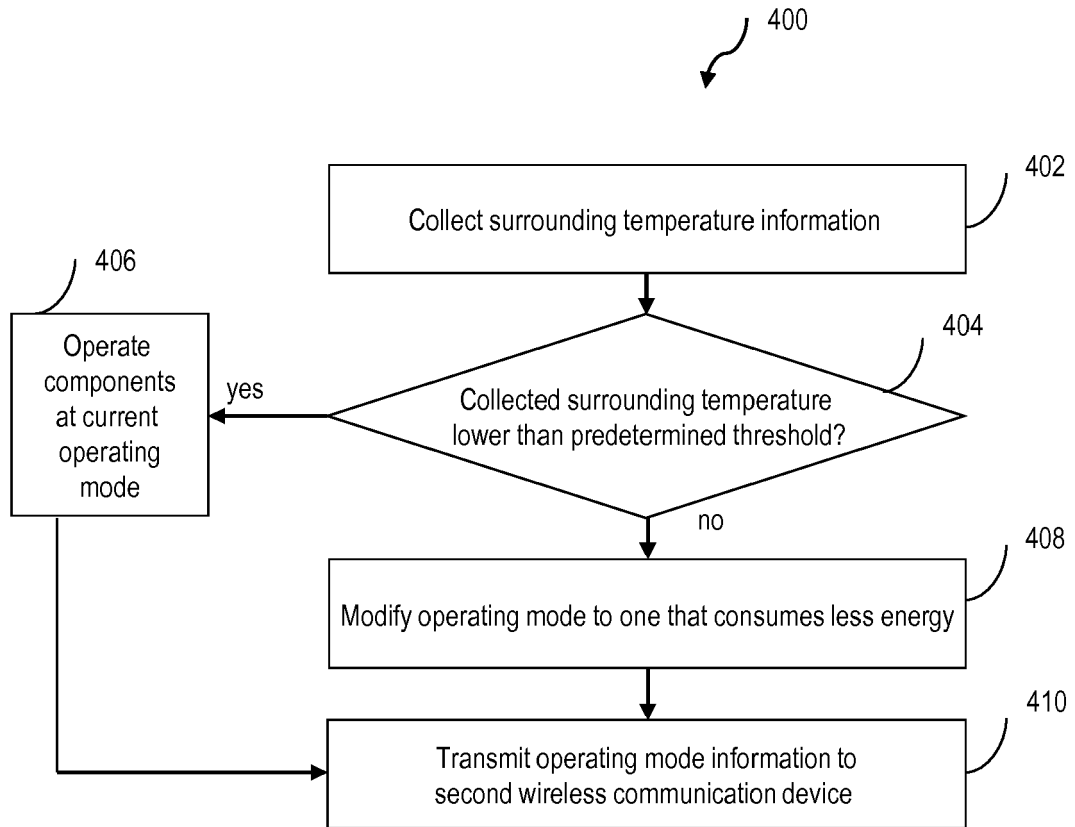 400
402
Collect surrounding temperature information
406
404
Operate
components
at current
operating
mode
yes
Collected surrounding temperature
lower than predetermined threshold?
no
408
Modify operating mode to one that consumes less energy
410
Transmit operating mode information to
second wireless communication device